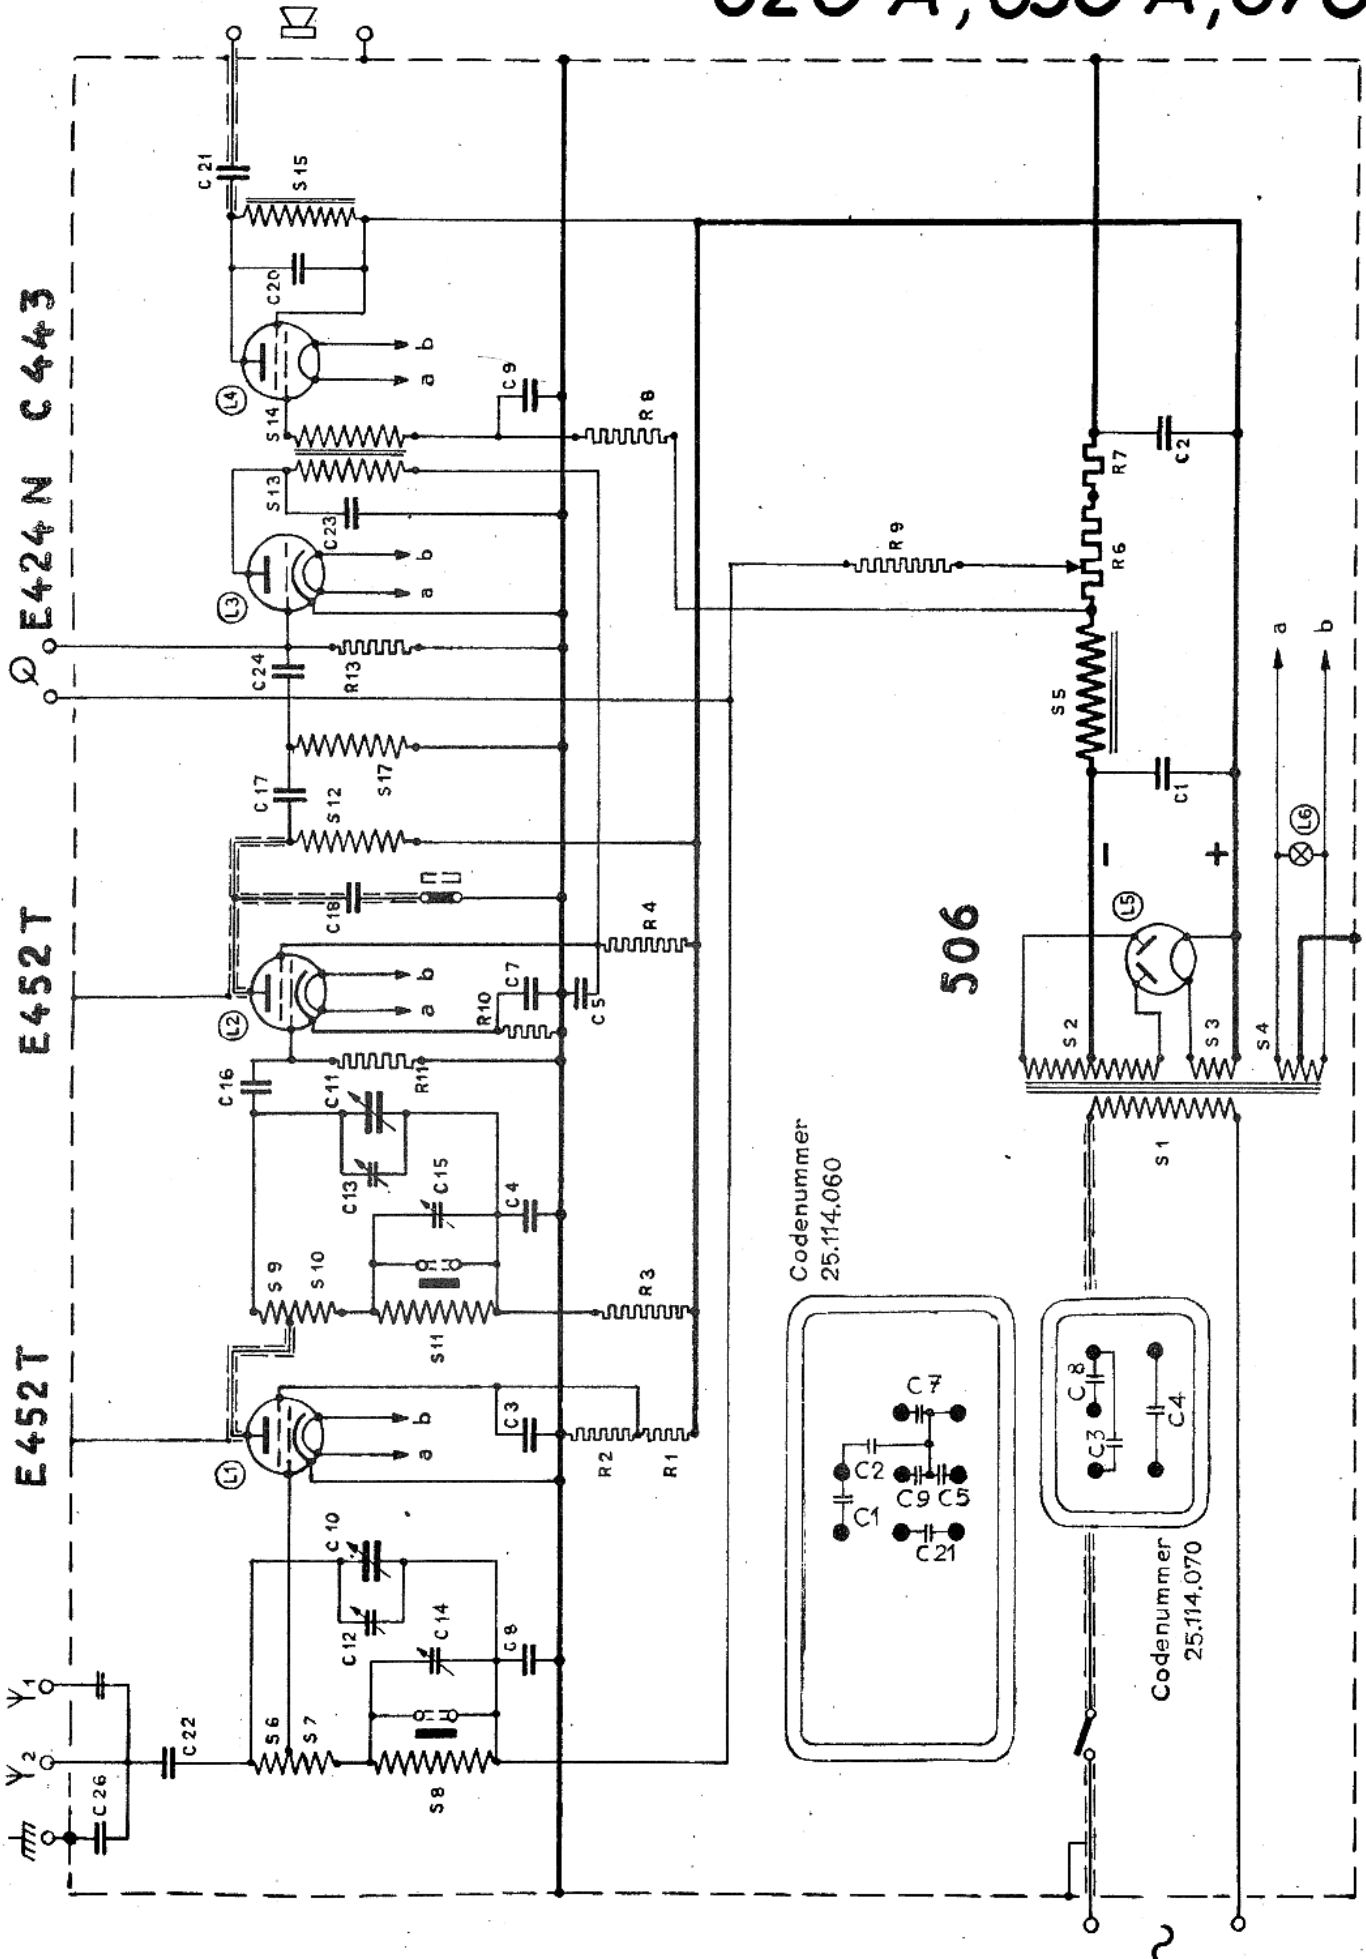 E452T
E452T
E424N
C443
506
1
2
C26
C22
S6
S7
S8
C12
C10
C14
C8
L1
a
b
C3
R2
R1
S9
S10
S11
C13
C11
C15
C4
R3
C16
R11
L2
a
b
R10
C7
C5
R4
C18
S12
C17
S17
C24
R13
L3
a
b
C23
S13
S14
L4
a
b
C9
R8
C20
S15
C21
R9
R6
R7
C2
S5
C1
-
+
L5
L6
a
b
S2
S3
S4
S1
~
Codenummer
25.114.060
C7
C2
C1
C9
C5
C21
Codenummer
25.114.070
C8
C3
C4